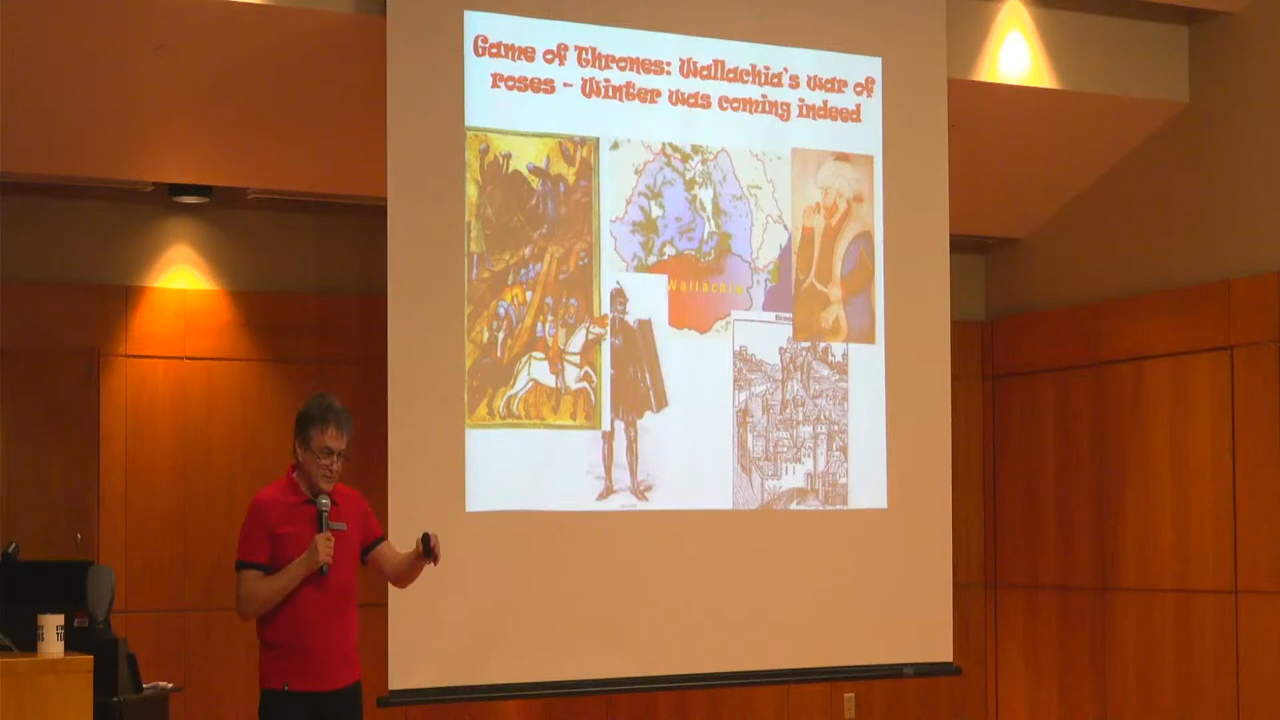 Game of Thrones: Wallachia's war of
roses - Winter was coming indeed
Wallachia